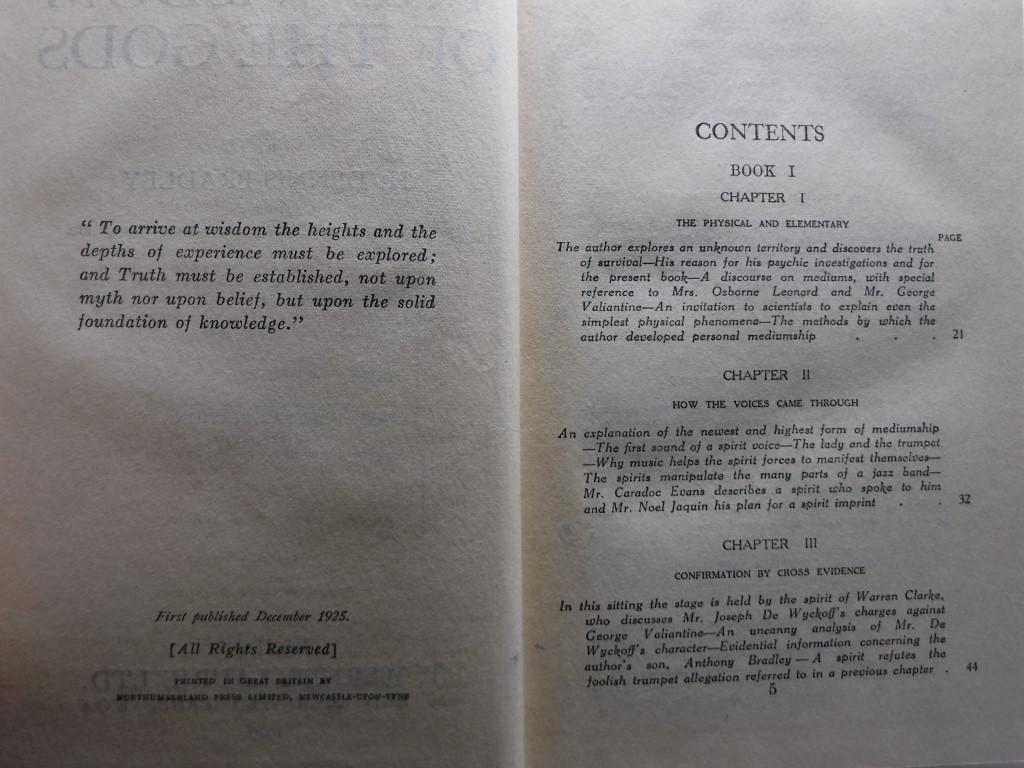 " To arrive at wisdom the heights and the
depths of experience must be explored;
and Truth must be established, not upon
myth nor upon belief, but upon the solid
foundation of knowledge."
First published December 1925.
[All Rights Reserved]
PRINTED IN GREAT BRITAIN BY
NORTHUMBERLAND PRESS LIMITED, NEWCASTLE-UPON-TYNE
CONTENTS
BOOK I
CHAPTER I
THE PHYSICAL AND ELEMENTARY
PAGE
The author explores an unknown territory and discovers the truth
of survival—His reason for his psychic investigations and for
the present book—A discourse on mediums, with special
reference to Mrs. Osborne Leonard and Mr. George
Valiantine—An invitation to scientists to explain even the
simplest physical phenomena—The methods by which the
author developed personal mediumship . . . 21
CHAPTER II
HOW THE VOICES CAME THROUGH
An explanation of the newest and highest form of mediumship
—The first sound of a spirit voice—The lady and the trumpet
—Why music helps the spirit forces to manifest themselves—
The spirits manipulate the many parts of a jazz band—
Mr. Caradoc Evans describes a spirit who spoke to him
and Mr. Noel Jaquin his plan for a spirit imprint . . 32
CHAPTER III
CONFIRMATION BY CROSS EVIDENCE
In this sitting the stage is held by the spirit of Warren Clarke,
who discusses Mr. Joseph De Wyckoff's charges against
George Valiantine—An uncanny analysis of Mr. De
Wyckoff's character—Evidential information concerning the
author's son, Anthony Bradley—A spirit refutes the
foolish trumpet allegation referred to in a previous chapter . 44
5